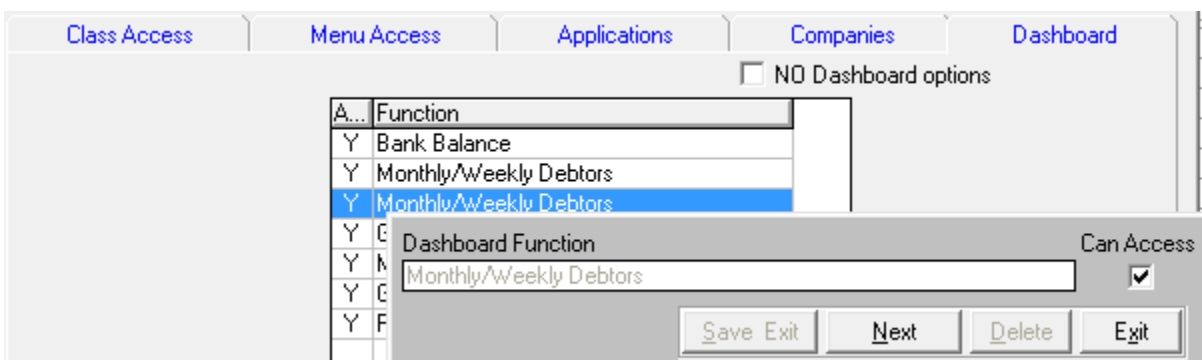 Class Access Menu Access Applications Companies Dashboard
NO Dashboard options
A... Function
Y Bank Balance
Y Monthly/Weekly Debtors
Y Monthly/Weekly Debtors
Y G
Y M
Y G
Y F
Dashboard Function Can Access
Monthly/Weekly Debtors
Save Exit Next Delete Exit